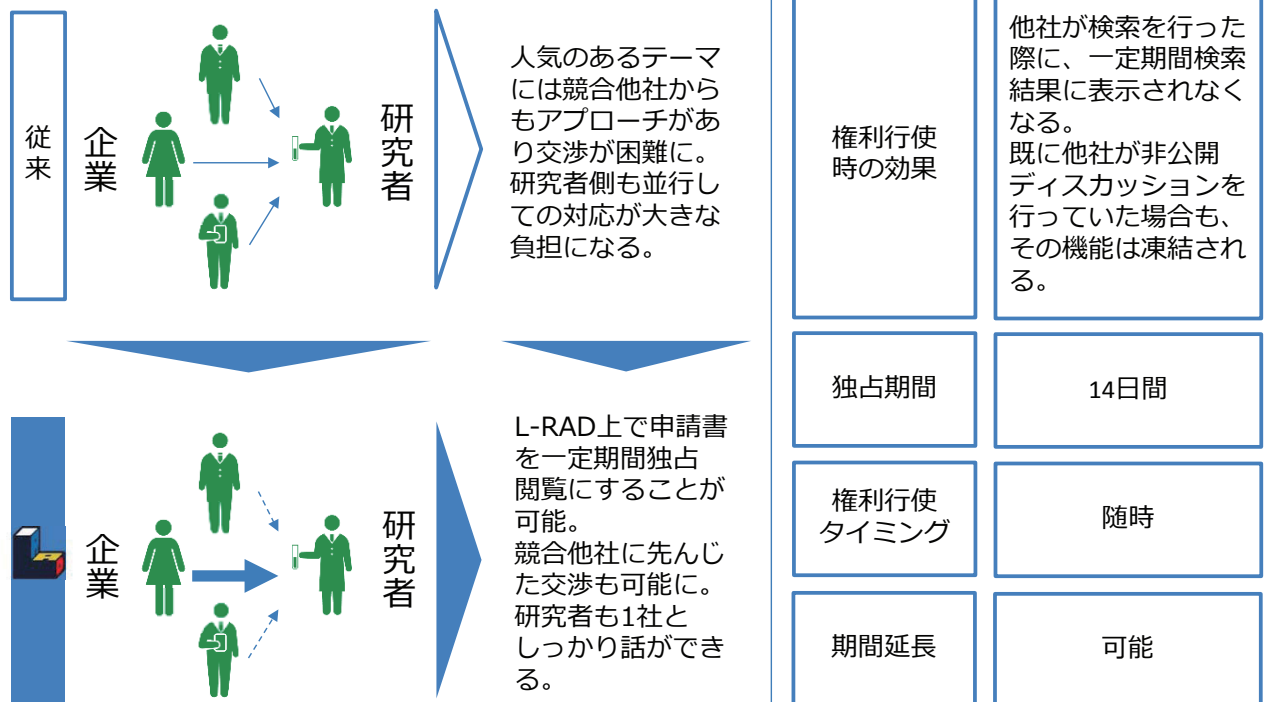 従来
企業
研究者
人気のあるテーマ
には競合他社から
もアプローチがあ
り交渉が困難に。
研究者側も並行し
ての対応が大きな
負担になる。
企業
研究者
L-RAD上で申請書
を一定期間独占
閲覧にすることが
可能。
競合他社に先んじ
た交渉も可能に。
研究者も1社と
しっかり話ができ
る。
権利行使
時の効果
他社が検索を行った
際に、一定期間検索
結果に表示されなく
なる。
既に他社が非公開
ディスカッションを
行っていた場合も、
その機能は凍結され
る。
独占期間
14日間
権利行使
タイミング
随時
期間延長
可能